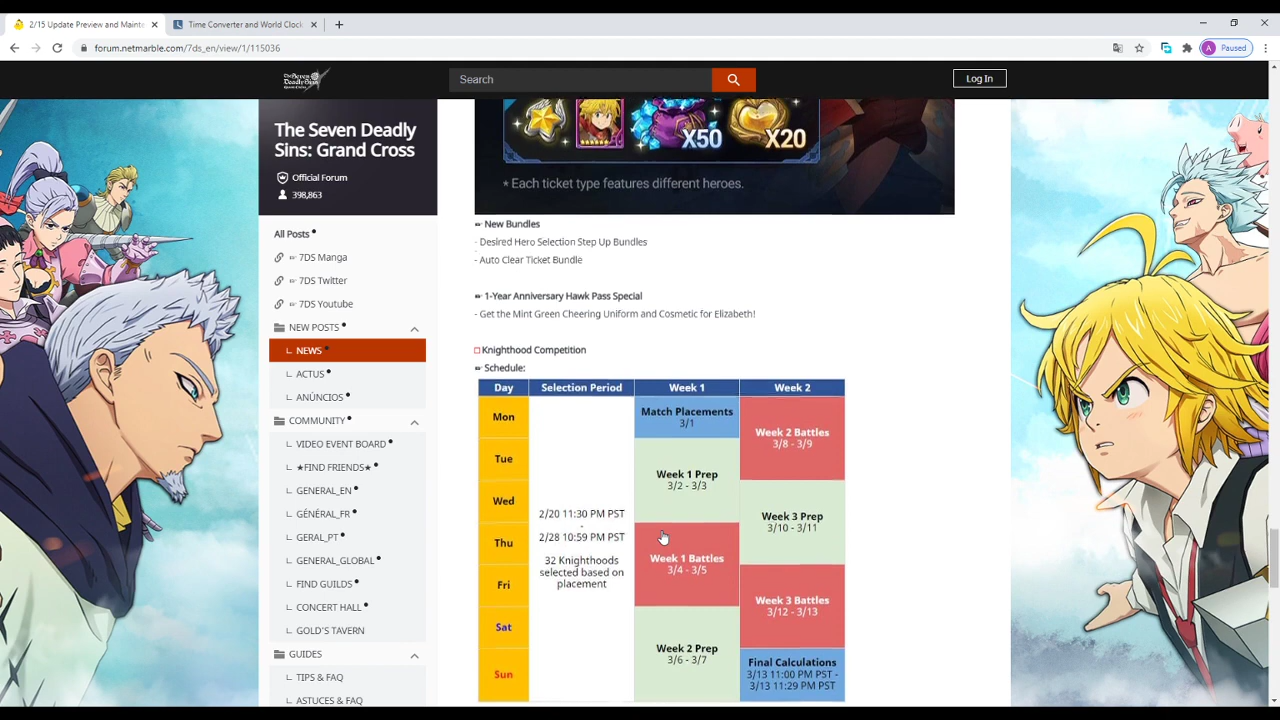 2/15 Update Preview and Mainte
Time Converter and World Clock
forum.netmarble.com/7ds_en/view/1/115036
A Paused
The Seven
Deadly Sins
Grand Cross
Search
Log In
The Seven Deadly
Sins: Grand Cross
Official Forum
398,863
All Posts
7DS Manga
7DS Twitter
7DS Youtube
NEW POSTS
NEWS
ACTUS
ANÚNCIOS
COMMUNITY
VIDEO EVENT BOARD
★FIND FRIENDS★
GENERAL_EN
GÉNÉRAL_FR
GERAL_PT
GENERAL_GLOBAL
FIND GUILDS
CONCERT HALL
GOLD'S TAVERN
GUIDES
TIPS & FAQ
ASTUCES & FAQ
X50
X20
* Each ticket type features different heroes.
New Bundles
- Desired Hero Selection Step Up Bundles
- Auto Clear Ticket Bundle
1-Year Anniversary Hawk Pass Special
- Get the Mint Green Cheering Uniform and Cosmetic for Elizabeth!
Knighthood Competition
Schedule:
Day Selection Period Week 1 Week 2
Mon
Tue
Wed
Thu
Fri
Sat
Sun
2/20 11:30 PM PST
-
2/28 10:59 PM PST
32 Knighthoods
selected based on
placement
Match Placements
3/1
Week 1 Prep
3/2 - 3/3
Week 1 Battles
3/4 - 3/5
Week 2 Prep
3/6 - 3/7
Week 2 Battles
3/8 - 3/9
Week 3 Prep
3/10 - 3/11
Week 3 Battles
3/12 - 3/13
Final Calculations
3/13 11:00 PM PST -
3/13 11:29 PM PST